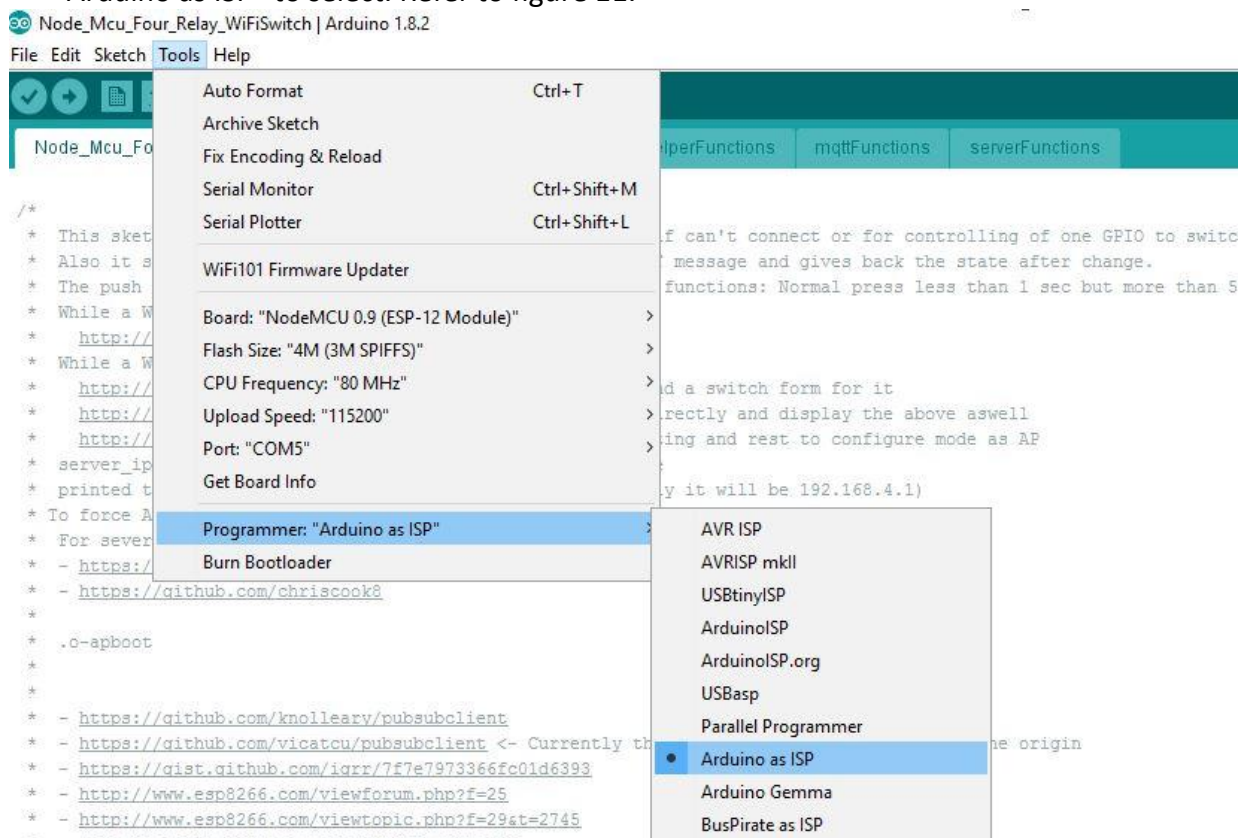 Arduino as ISP" to select. Refer to figure 11.
Node_Mcu_Four_Relay_WiFiSwitch | Arduino 1.8.2
File Edit Sketch Tools Help
Auto Format Ctrl+T
Archive Sketch
Node_Mcu_Fo Fix Encoding & Reload lperFunctions mqttFunctions serverFunctions
Serial Monitor Ctrl+Shift+M
/*
Serial Plotter Ctrl+Shift+L
* This sket f can't connect or for controlling of one GPIO to switc
* Also it s message and gives back the state after change.
WiFi101 Firmware Updater
* The push functions: Normal press less than 1 sec but more than 5
* While a W Board: "NodeMCU 0.9 (ESP-12 Module)" >
* http://
* While a W Flash Size: "4M (3M SPIFFS)" >
* http:// CPU Frequency: "80 MHz" > d a switch form for it
* http:// Upload Speed: "115200" > rectly and display the above aswell
* http:// Port: "COM5" > ing and rest to configure mode as AP
* server_ip
* printed t Get Board Info y it will be 192.168.4.1)
* To force A
* For sever Programmer: "Arduino as ISP" > AVR ISP
* - https:/ Burn Bootloader AVRISP mkII
* - https://github.com/chriscook8 USBtinyISP
*
* .o-apboot ArduinoISP
*
ArduinoISP.org
*
USBasp
* - https://github.com/knolleary/pubsubclient Parallel Programmer
* - https://github.com/vicatcu/pubsubclient <- Currently th e origin
Arduino as ISP
* - https://gist.github.com/igrr/7f7e7973366fc01d6393
Arduino Gemma
* - http://www.esp8266.com/viewforum.php?f=25
* - http://www.esp8266.com/viewtopic.php?f=29&t=2745 BusPirate as ISP